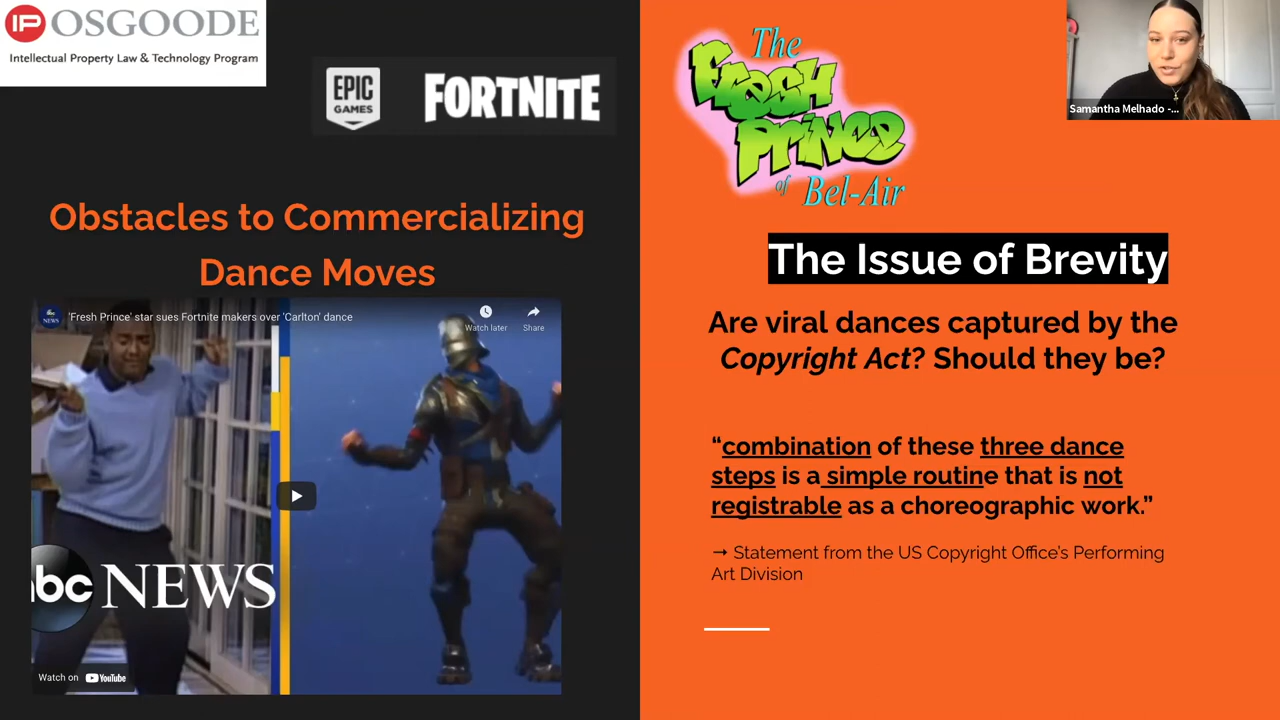 IP OSGOODE
Intellectual Property Law & Technology Program
EPIC
GAMES
FORTNITE
Obstacles to Commercializing
Dance Moves
NEWS
'Fresh Prince' star sues Fortnite makers over 'Carlton' dance
Watch later
Share
abc NEWS
Watch on YouTube
The
Fresh
Prince
of Bel-Air
Samantha Melhado -...
The Issue of Brevity
Are viral dances captured by the
Copyright Act? Should they be?
“combination of these three dance
steps is a simple routine that is not
registrable as a choreographic work.”
→ Statement from the US Copyright Office’s Performing
Art Division